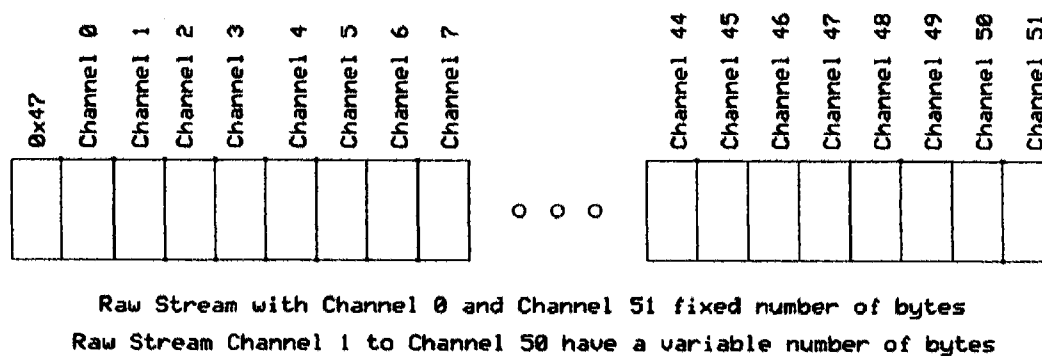 0x47
Channel 0
Channel 1
Channel 2
Channel 3
Channel 4
Channel 5
Channel 6
Channel 7
Channel 44
Channel 45
Channel 46
Channel 47
Channel 48
Channel 49
Channel 50
Channel 51
Raw Stream with Channel 0 and Channel 51 fixed number of bytes
Raw Stream Channel 1 to Channel 50 have a variable number of bytes